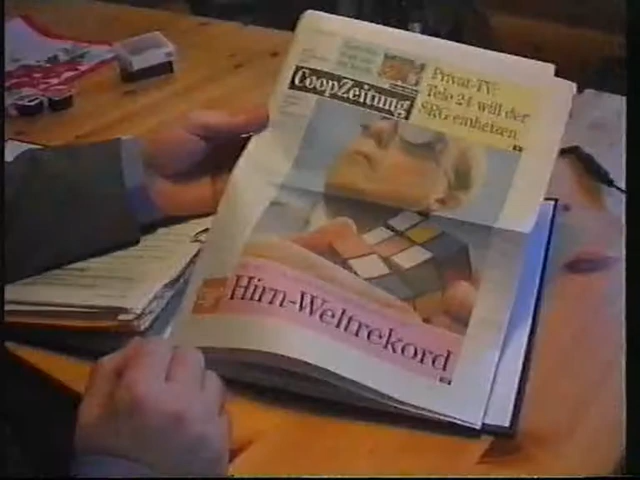 CoopZeitung
Privat-TV:
Tele 24 will der
SRG einheizen
Hirn-Weltrekord